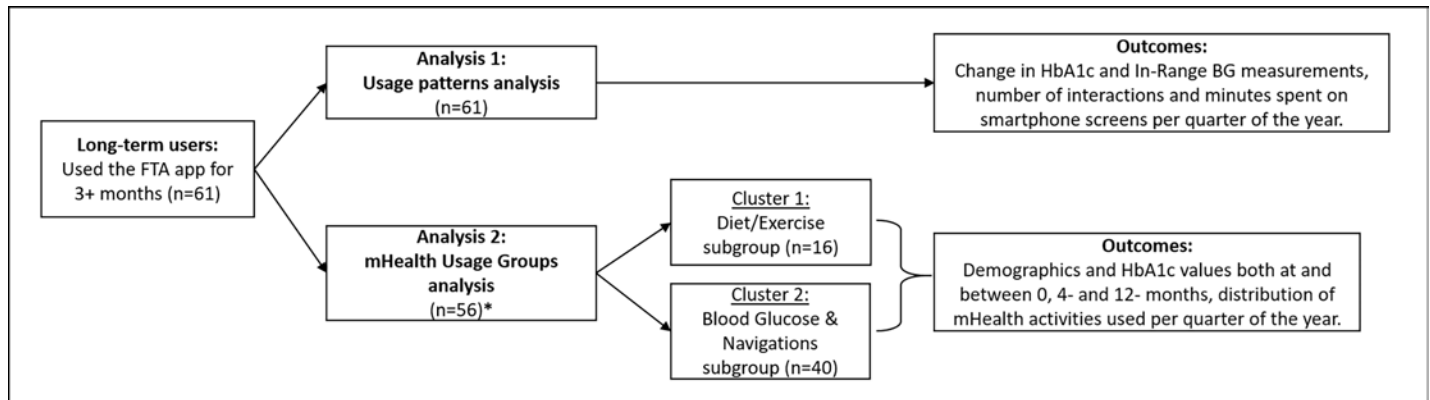 Long-term users:
Used the FTA app for
3+ months (n=61)
Analysis 1:
Usage patterns analysis
(n=61)
Outcomes:
Change in HbA1c and In-Range BG measurements,
number of interactions and minutes spent on
smartphone screens per quarter of the year.
Analysis 2:
mHealth Usage Groups
analysis
(n=56)*
Cluster 1:
Diet/Exercise
subgroup (n=16)
Cluster 2:
Blood Glucose &
Navigations
subgroup (n=40)
Outcomes:
Demographics and HbA1c values both at and
between 0, 4- and 12- months, distribution of
mHealth activities used per quarter of the year.